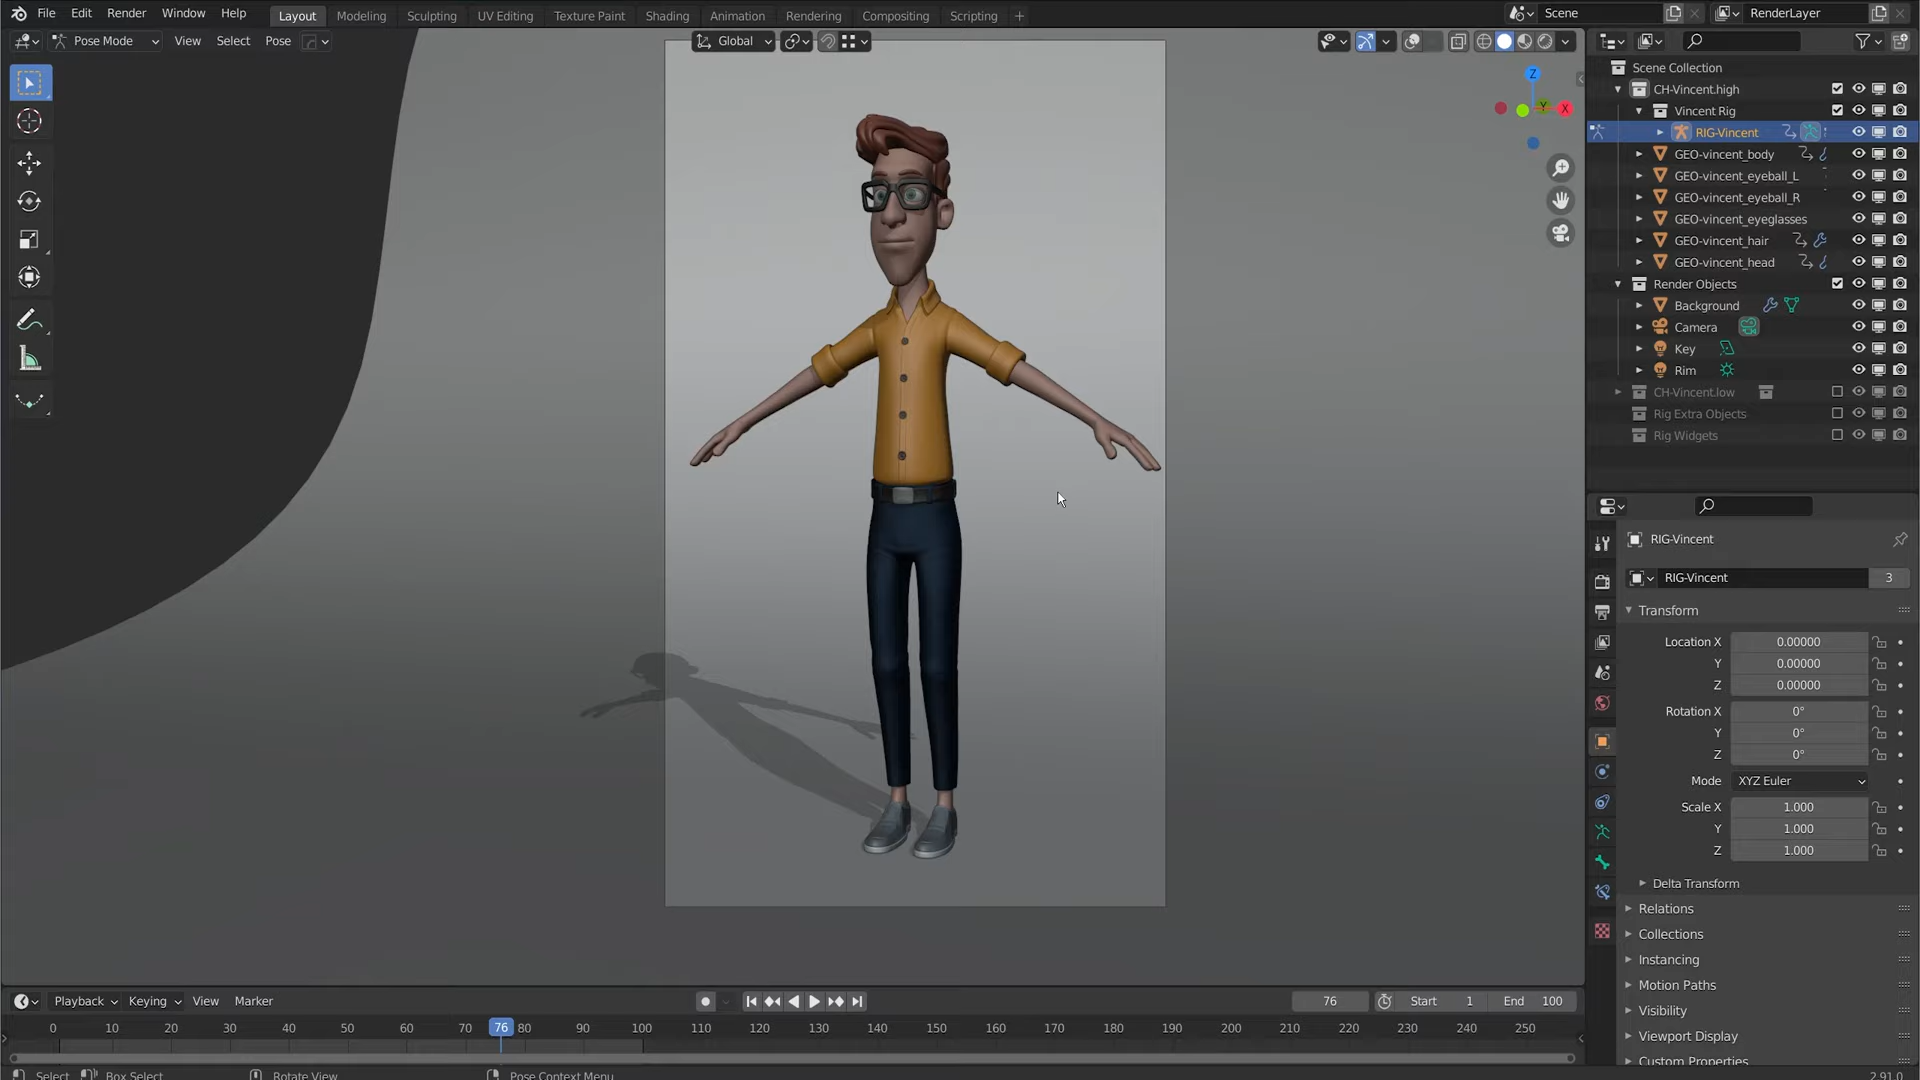 File Edit Render Window Help Layout Modeling Sculpting UV Editing Texture Paint Shading Animation Rendering Compositing Scripting + Scene RenderLayer
Pose Mode View Select Pose Global
Z
Y X
Scene Collection
CH-Vincent.high
Vincent Rig
RIG-Vincent
GEO-vincent_body
GEO-vincent_eyeball_L
GEO-vincent_eyeball_R
GEO-vincent_eyeglasses
GEO-vincent_hair
GEO-vincent_head
Render Objects
Background
Camera
Key
Rim
CH-Vincent.low
Rig Extra Objects
Rig Widgets
RIG-Vincent
RIG-Vincent 3
Transform
Location X 0.00000
Y 0.00000
Z 0.00000
Rotation X 0°
Y 0°
Z 0°
Mode XYZ Euler
Scale X 1.000
Y 1.000
Z 1.000
Delta Transform
Relations
Collections
Instancing
Motion Paths
Visibility
Viewport Display
Custom Properties
Playback Keying View Marker 76 Start 1 End 100
0 10 20 30 40 50 60 70 76 80 90 100 110 120 130 140 150 160 170 180 190 200 210 220 230 240 250
Select Box Select Rotate View Pose Context Menu 2.91.0